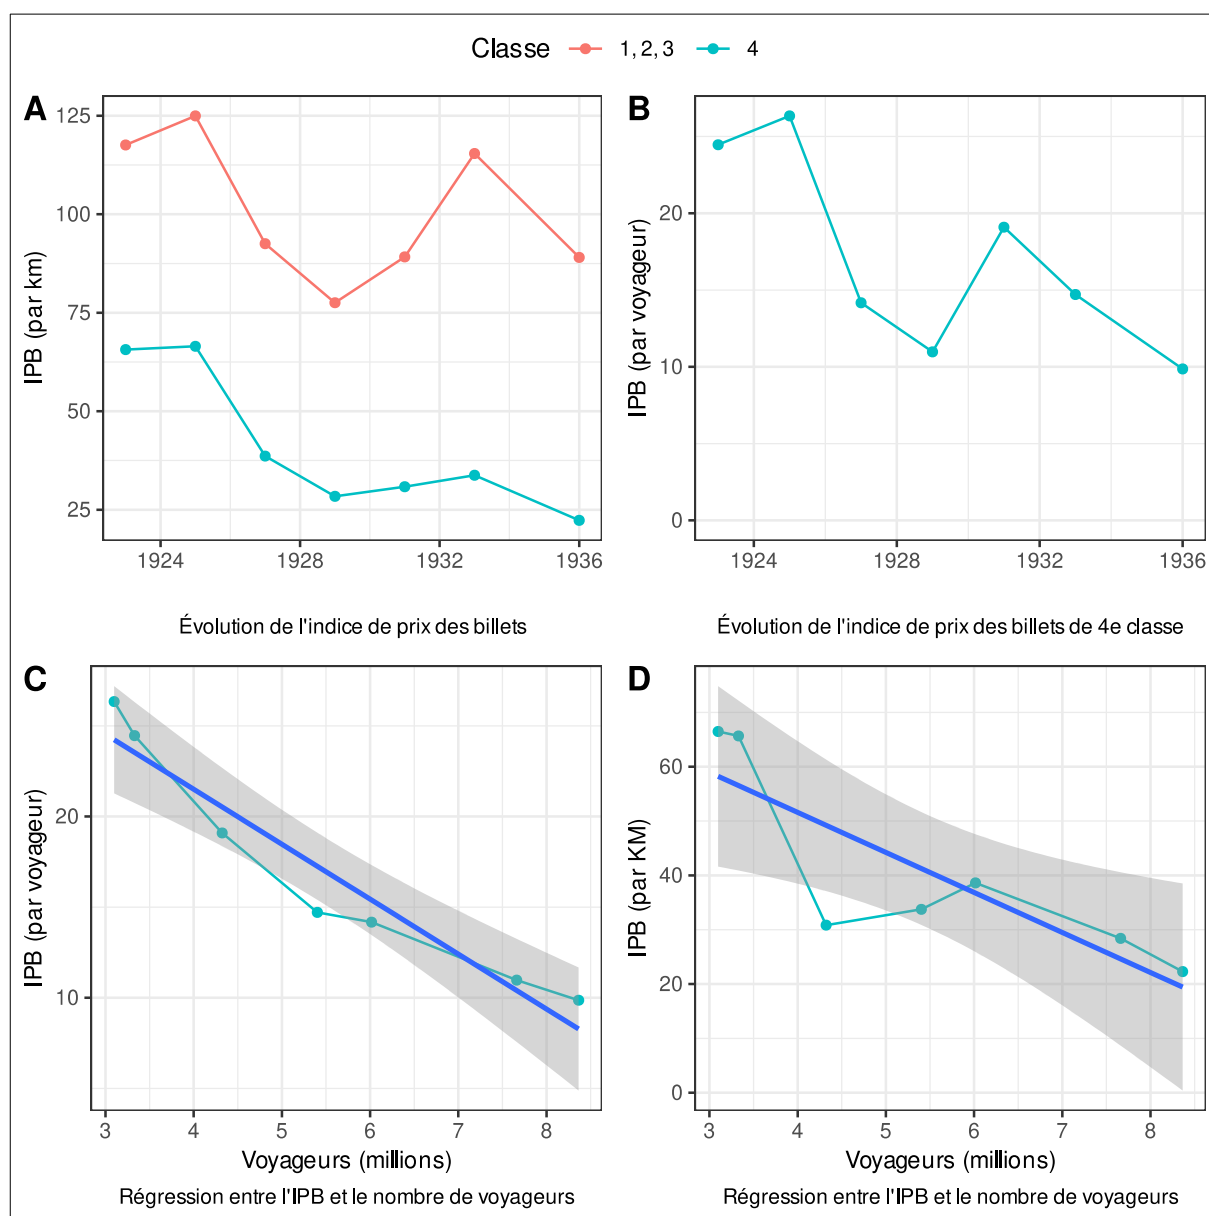 Classe 1, 2, 3 4
A
IPB (par km)
125
100
75
50
25
1924 1928 1932 1936
Évolution de l'indice de prix des billets
B
IPB (par voyageur)
20
10
0
1924 1928 1932 1936
Évolution de l'indice de prix des billets de 4e classe
C
IPB (par voyageur)
20
10
3 4 5 6 7 8
Voyageurs (millions)
Régression entre l'IPB et le nombre de voyageurs
D
IPB (par KM)
60
40
20
0
3 4 5 6 7 8
Voyageurs (millions)
Régression entre l'IPB et le nombre de voyageurs